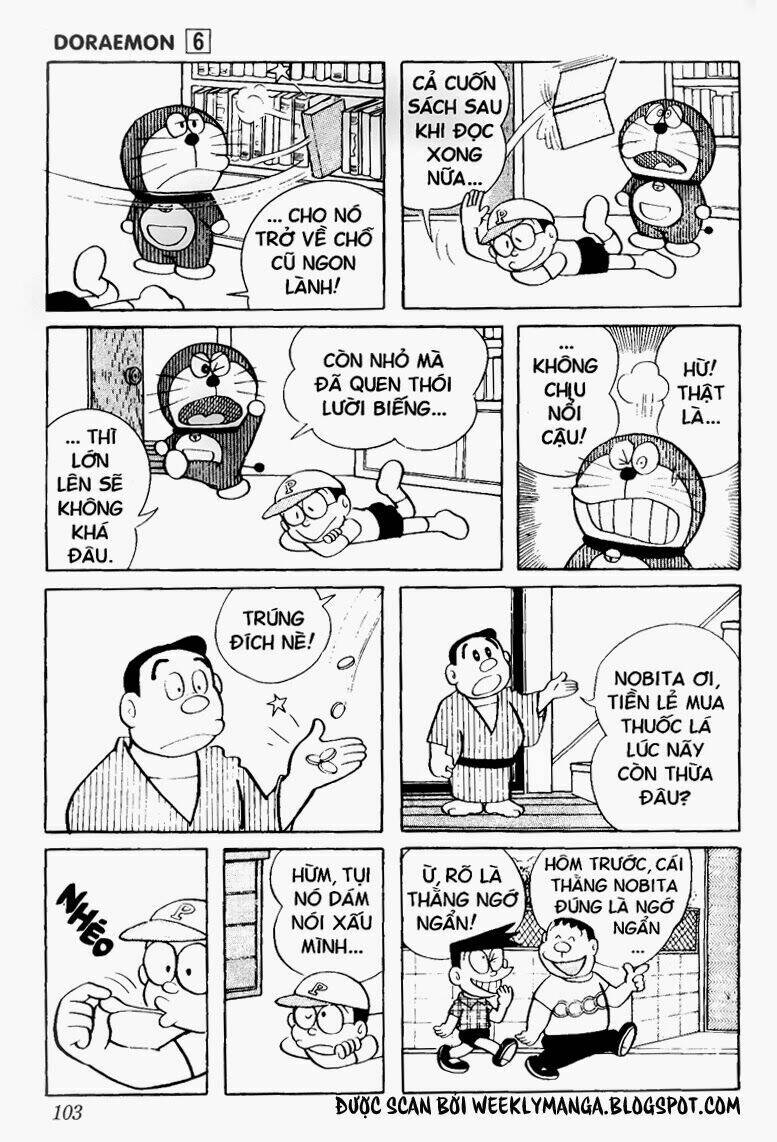 DORAEMON 6
CẢ CUỐN
SÁCH SAU
KHI ĐỌC
XONG
NỮA...
... CHO NÓ
TRỞ VỀ CHỖ
CŨ NGON
LÀNH!
HỪ!
THẬT
LÀ...
...
KHÔNG
CHỊU
NỔI
CẬU!
CÒN NHỎ MÀ
ĐÃ QUEN THÓI
LƯỜI BIẾNG...
... THÌ
LỚN
LÊN SẼ
KHÔNG
KHÁ
ĐÂU.
NOBITA ƠI,
TIỀN LẺ MUA
THUỐC LÁ
LÚC NÃY
CÒN THỪA
ĐÂU?
TRÚNG
ĐÍCH NÈ!
HÔM TRƯỚC, CÁI
THẰNG NOBITA
ĐÚNG LÀ NGỚ
NGẨN
...
Ừ, RÕ LÀ
THẰNG NGỚ
NGẨN!
HỪM, TỤI
NÓ DÁM
NÓI XẤU
MÌNH...
P
NHÉO
P
103
ĐƯỢC SCAN BỞI WEEKLYMANGA.BLOGSPOT.COM